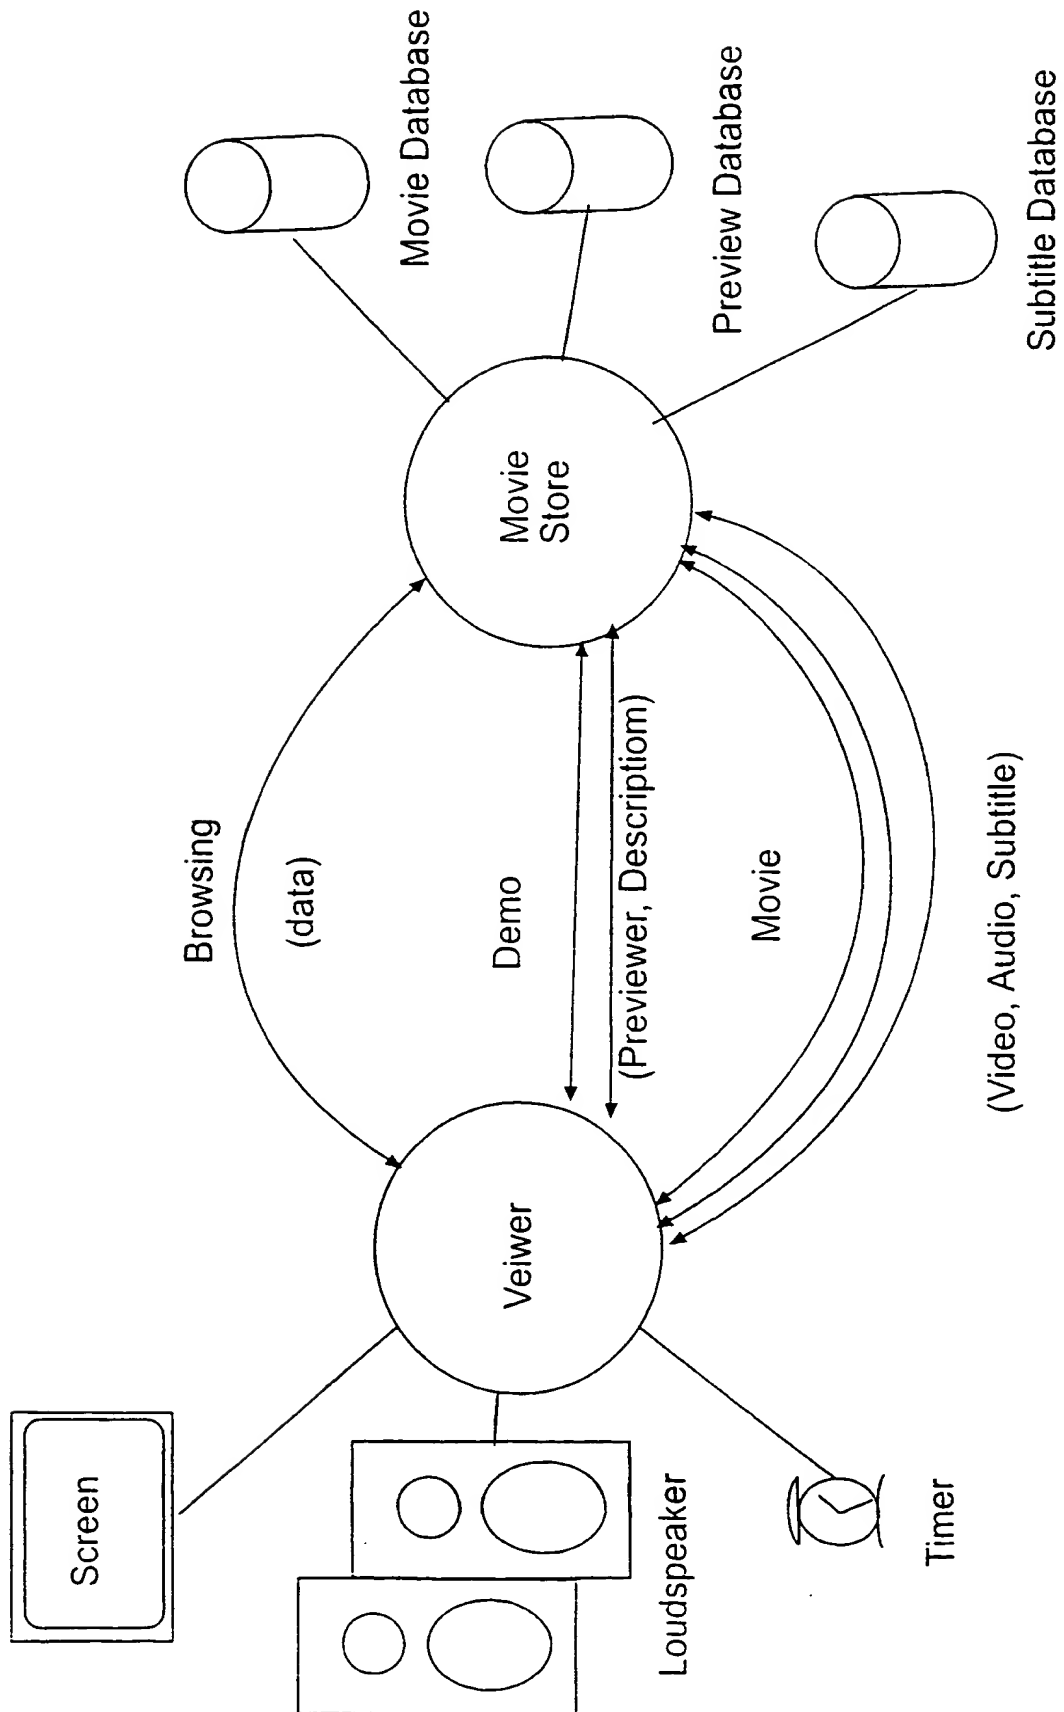 Screen
Loudspeaker
Timer
Veiwer
Browsing
(data)
Demo
(Previewer, Descriptiom)
Movie
(Video, Audio, Subtitle)
Movie
Store
Movie Database
Preview Database
Subtitle Database